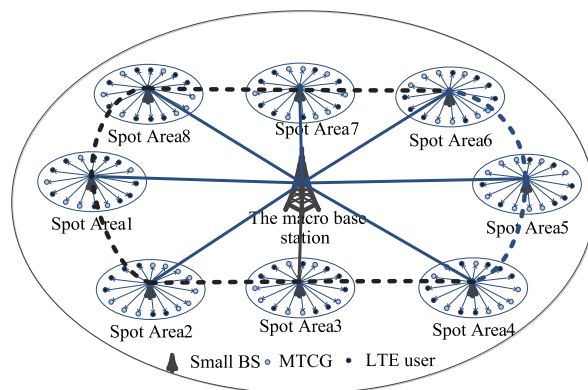 Spot Area8
Spot Area7
Spot Area6
Spot Area1
The macro base
station
Spot Area5
Spot Area2
Spot Area3
Spot Area4
Small BS
MTCG
LTE user